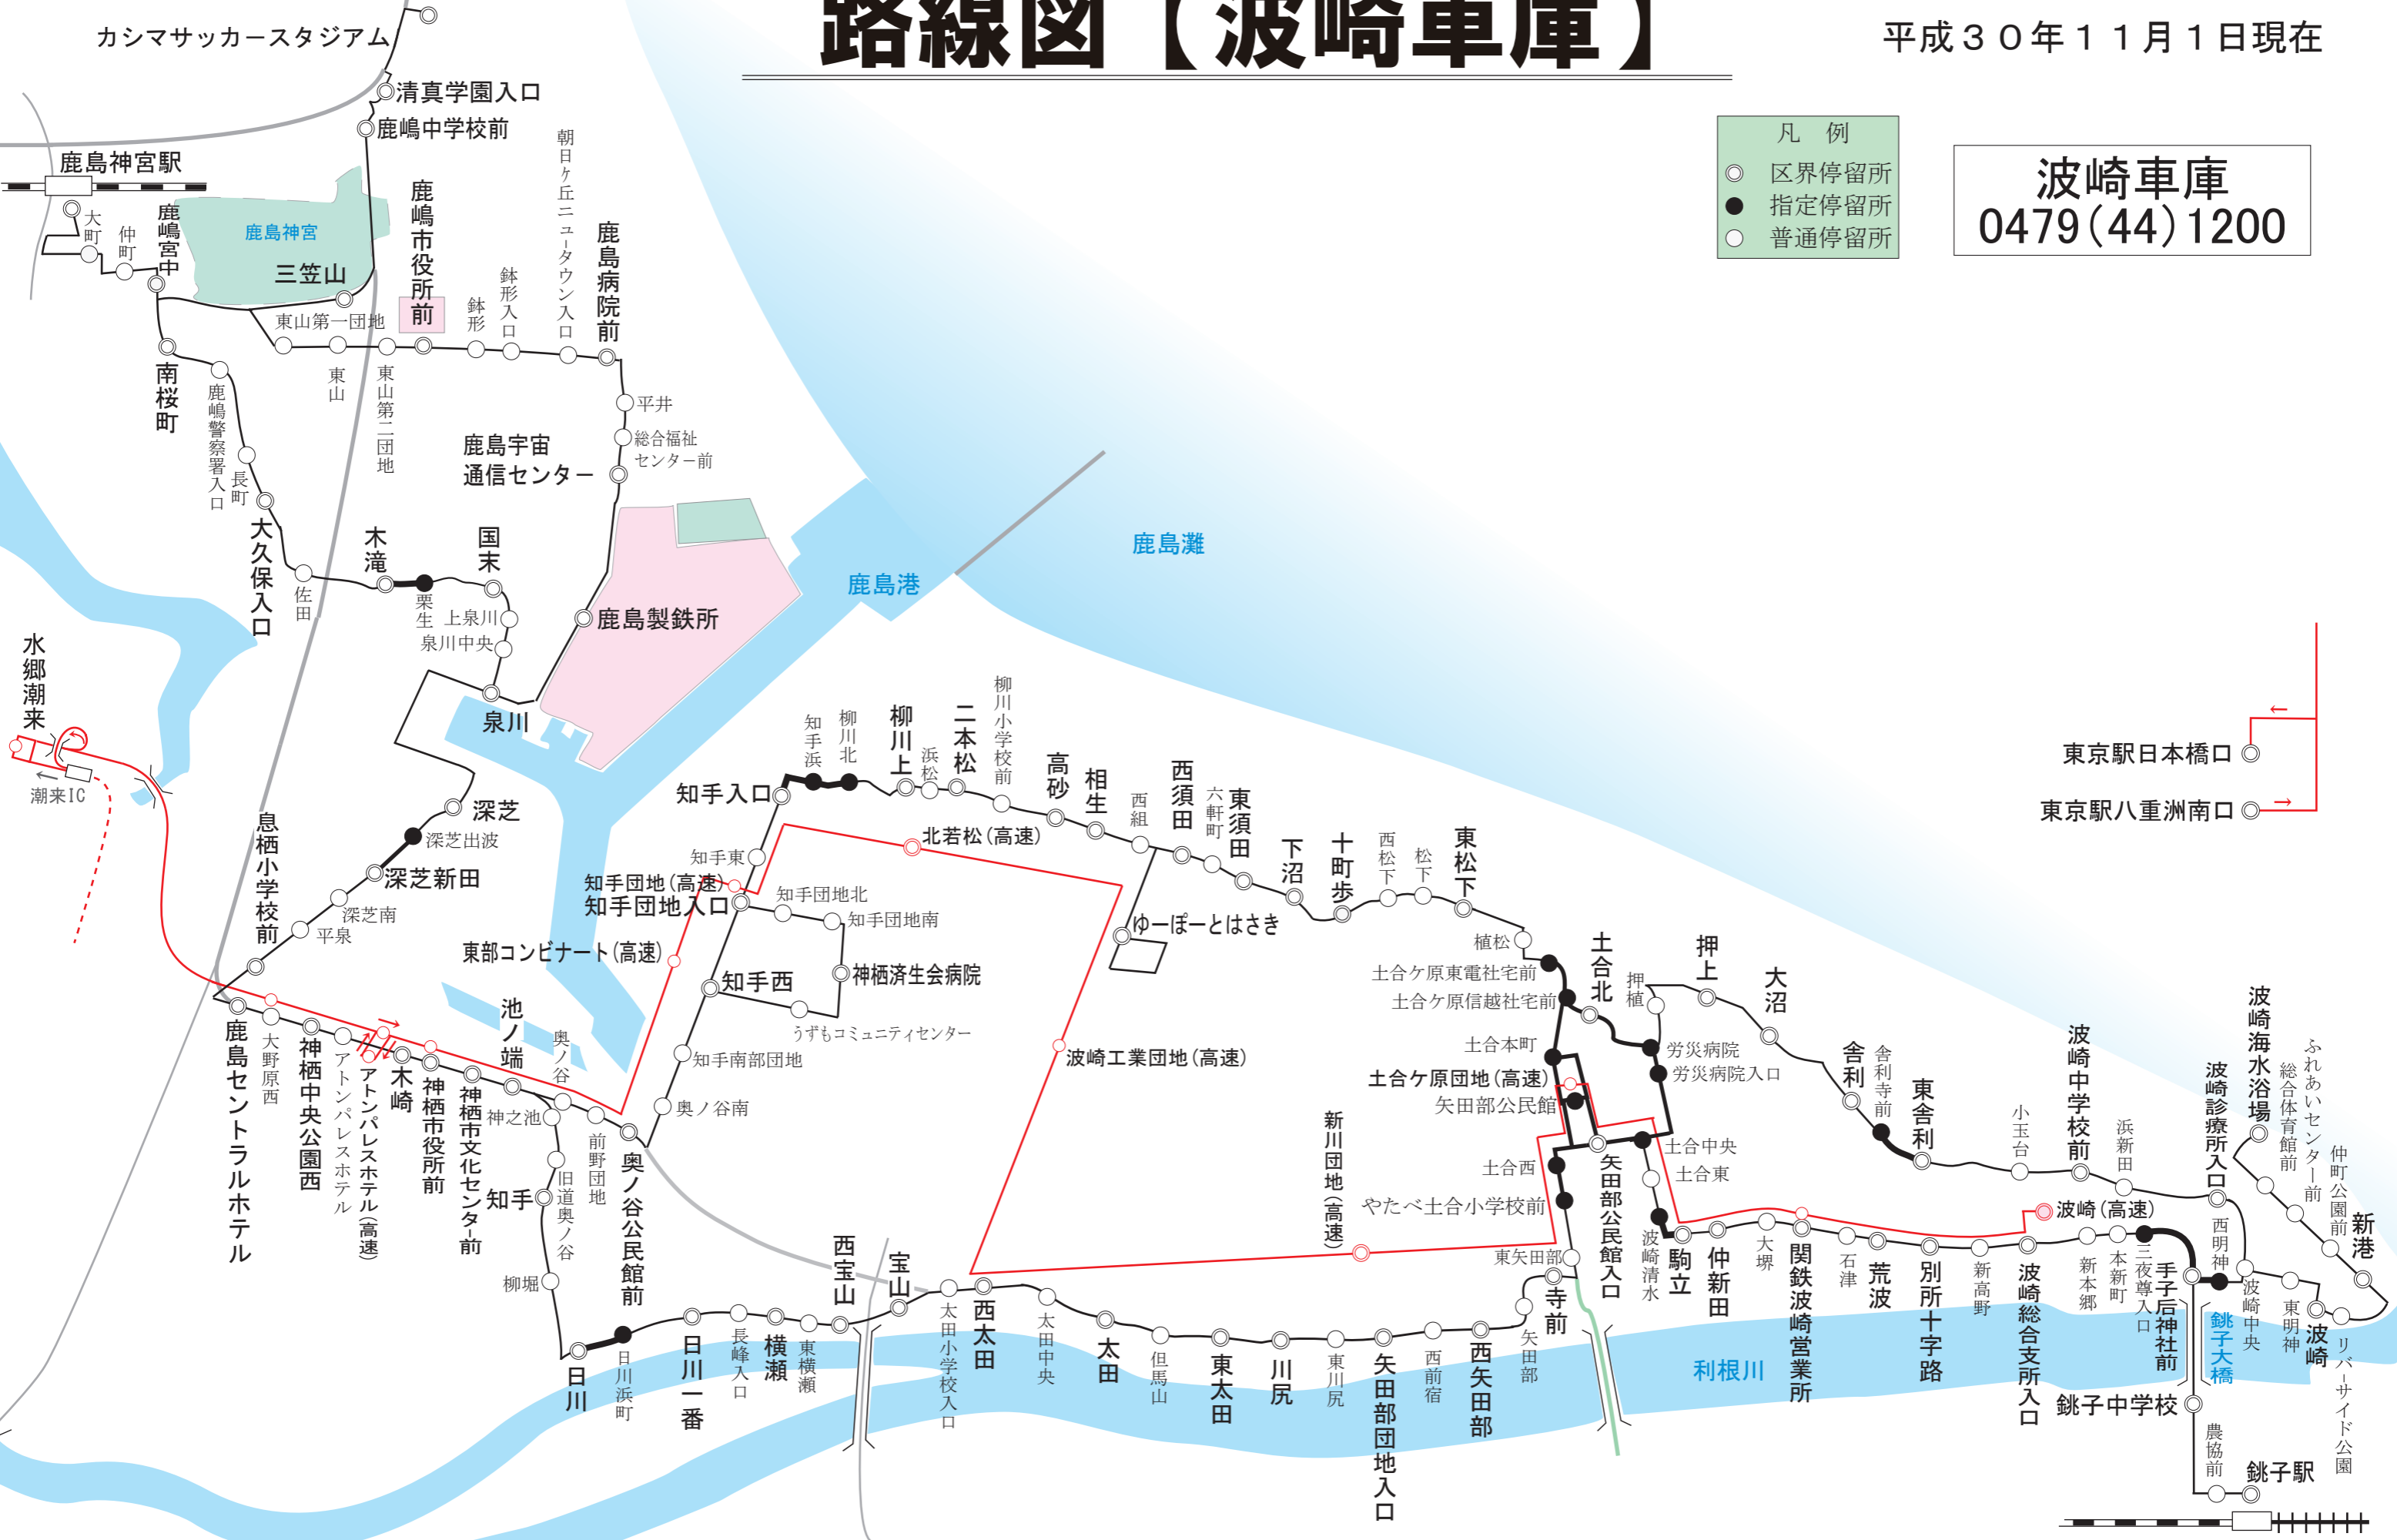 路線図【波崎車庫】
平成３０年１１月１日現在
凡　例
区界停留所
指定停留所
普通停留所
波崎車庫
0479(44)1200
カシマサッカースタジアム
清真学園入口
鹿嶋中学校前
鹿島神宮駅
大町
仲町
鹿嶋宮中
鹿島神宮
三笠山
鹿嶋市役所前
鉢形
鉢形入口
朝日ヶ丘ニュータウン入口
鹿島病院前
東山第一団地
東山
東山第二団地
南桜町
鹿嶋警察署入口
長町
大久保入口
平井
総合福祉
センター前
鹿島宇宙
通信センター
佐田
木滝
栗生
国末
上泉川
泉川中央
泉川
鹿島製鉄所
鹿島港
鹿島灘
水郷潮来
潮来IC
深芝
深芝出波
深芝新田
深芝南
平泉
息栖小学校前
鹿島セントラルホテル
大野原西
神栖中央公園西
アトンパレスホテル
アトンパレスホテル(高速)
木崎
神栖市役所前
神栖市文化センター前
池ノ端
神之池
奥ノ谷
前野団地
奥ノ谷公民館前
旧道奥ノ谷
知手
柳堀
日川
日川浜町
日川一番
長峰入口
横瀬
東横瀬
西宝山
宝山
太田小学校入口
西太田
太田中央
太田
但馬山
東太田
川尻
東川尻
矢田部団地入口
西前宿
西矢田部
矢田部
寺前
東矢田部
知手入口
知手東
知手団地(高速)
知手団地入口
知手団地北
知手団地南
東部コンビナート(高速)
知手西
神栖済生会病院
うずもコミュニティセンター
知手南部団地
奥ノ谷南
知手浜
柳川北
柳川上
浜松
二本松
柳川小学校前
高砂
相生
西組
西須田
六軒町
東須田
下沼
十町歩
西松下
松下
東松下
北若松(高速)
ゆーぽーとはさき
波崎工業団地(高速)
新川団地(高速)
植松
土合ケ原東電社宅前
土合ケ原信越社宅前
土合北
押植
押上
大沼
土合本町
労災病院
労災病院入口
土合ケ原団地(高速)
矢田部公民館
土合西
やたべ土合小学校前
矢田部公民館入口
土合中央
土合東
波崎清水
駒立
仲新田
大堺
関鉄波崎営業所
石津
荒波
別所十字路
新高野
波崎総合支所入口
波崎(高速)
新本郷
本新町
三夜尊入口
手子后神社前
舎利
舎利寺前
東舎利
小玉台
波崎中学校前
浜新田
波崎診療所入口
西明神
波崎中央
東明神
波崎
リバーサイド公園
新港
仲町公園前
ふれあいセンター前
総合体育館前
波崎海水浴場
利根川
銚子大橋
銚子中学校
農協前
銚子駅
東京駅日本橋口
東京駅八重洲南口